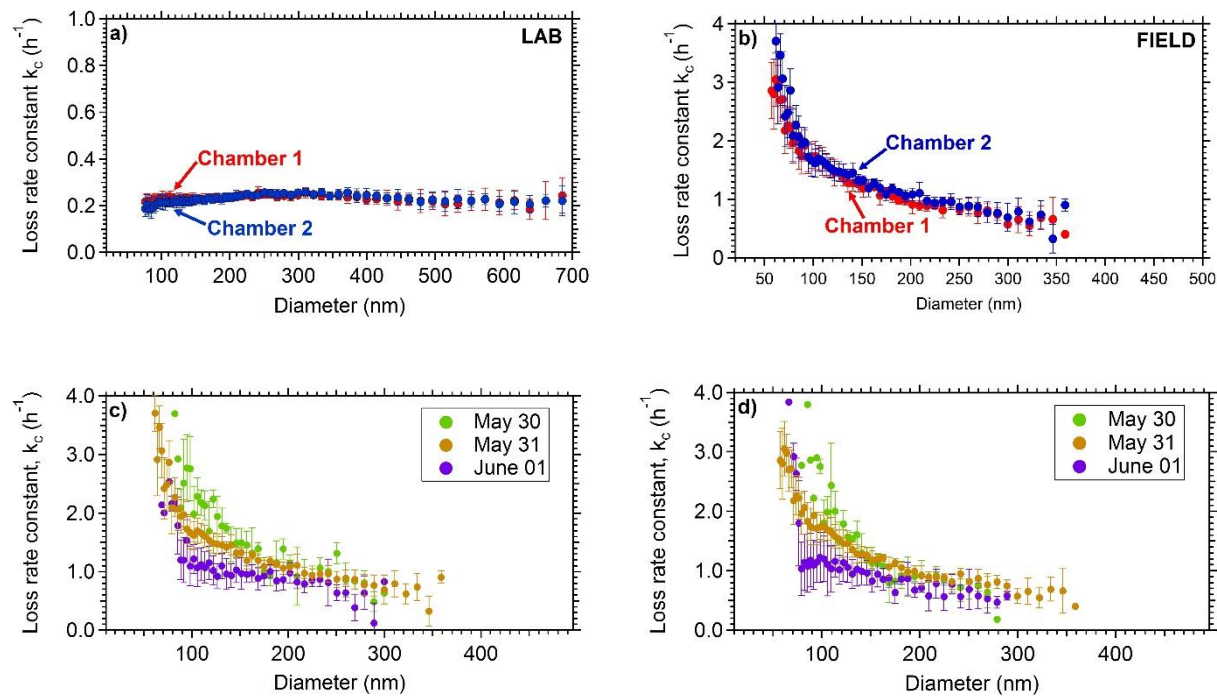 a)
LAB
Loss rate constant k_c (h⁻¹)
1.0
0.8
0.6
0.4
0.2
0.0
Chamber 1
Chamber 2
0 100 200 300 400 500 600 700
Diameter (nm)
b)
FIELD
Loss rate constant k_c (h⁻¹)
4
3
2
1
0
Chamber 2
Chamber 1
50 100 150 200 250 300 350 400 450 500
Diameter (nm)
c)
Loss rate constant, k_c (h⁻¹)
4.0
3.0
2.0
1.0
0.0
May 30
May 31
June 01
100 200 300 400
Diameter (nm)
d)
Loss rate constant, k_c (h⁻¹)
4.0
3.0
2.0
1.0
0.0
May 30
May 31
June 01
100 200 300 400
Diameter (nm)